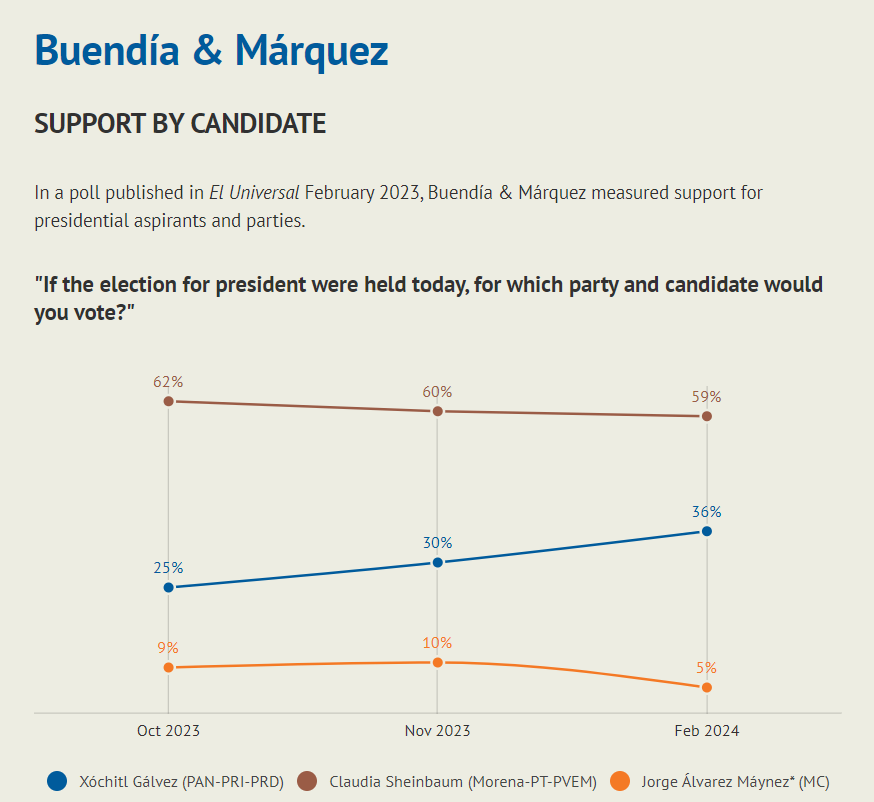 Buendía & Márquez
SUPPORT BY CANDIDATE
In a poll published in El Universal February 2023, Buendía & Márquez measured support for
presidential aspirants and parties.
"If the election for president were held today, for which party and candidate would
you vote?"
62%
60%
59%
25%
30%
36%
9%
10%
5%
Oct 2023
Nov 2023
Feb 2024
Xóchitl Gálvez (PAN-PRI-PRD)
Claudia Sheinbaum (Morena-PT-PVEM)
Jorge Álvarez Máynez* (MC)